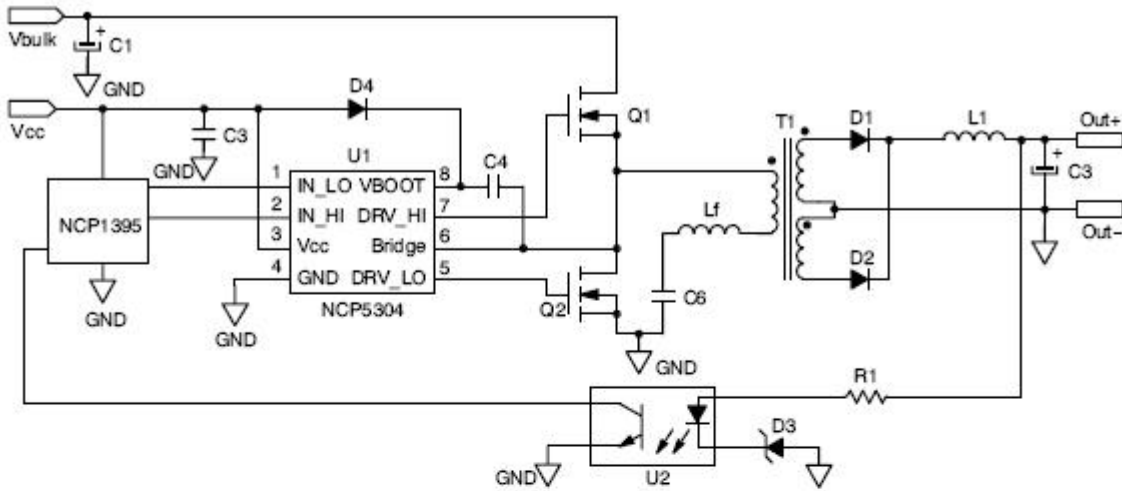 Vbulk
C1
GND
Vcc
C3
GND
D4
U1
C4
Q1
T1
D1
L1
Out+
C3
Out−
NCP1395
GND
1 IN_LO VBOOT 8
2 IN_HI DRV_HI 7
3 Vcc Bridge 6
4 GND DRV_LO 5
NCP5304
GND
Lf
D2
Q2
C6
GND
R1
D3
GND
U2